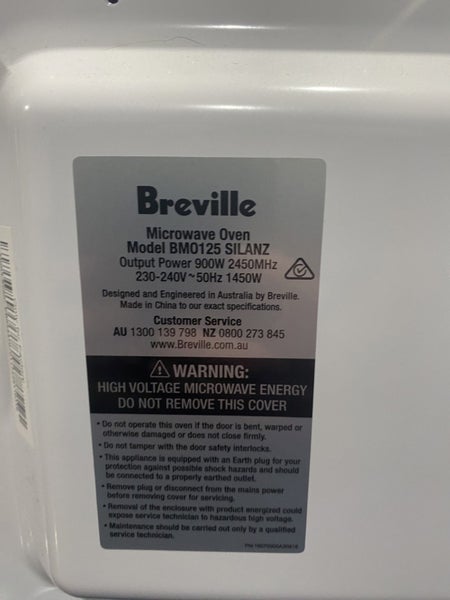 Breville
Microwave Oven
Model BMO125 SILANZ
Output Power 900W 2450MHz
230-240V~50Hz 1450W
Designed and Engineered in Australia by Breville.
Made in China to our exact specifications.
Customer Service
AU 1300 139 798 NZ 0800 273 845
www.Breville.com.au
WARNING:
HIGH VOLTAGE MICROWAVE ENERGY
DO NOT REMOVE THIS COVER
• Do not operate this oven if the door is bent, warped or
otherwise damaged or does not close firmly.
• Do not tamper with the door safety interlocks.
• This appliance is equipped with an Earth plug for your
protection against possible shock hazards and should
be connected to a properly earthed outlet.
• Remove plug or disconnect from the mains power
before removing cover for servicing.
• Removal of the enclosure with product energized could
expose service technician to hazardous high voltage.
• Maintenance should be carried out only by a qualified
service technician.